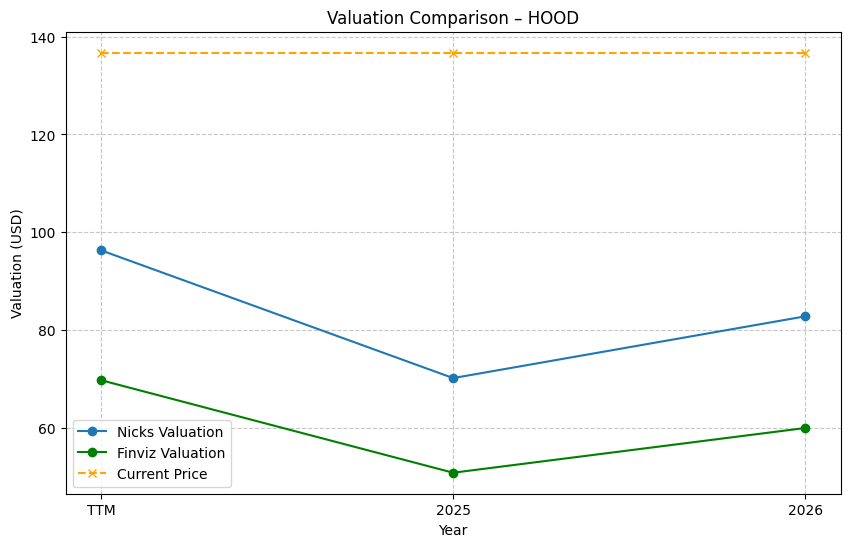 Valuation Comparison – HOOD
Valuation (USD)
140
120
100
80
60
Nicks Valuation
Finviz Valuation
Current Price
TTM
2025
2026
Year